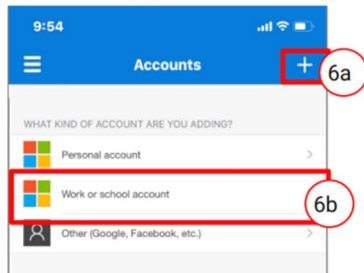 9:54
Accounts
6a
WHAT KIND OF ACCOUNT ARE YOU ADDING?
Personal account
Work or school account
6b
Other (Google, Facebook, etc.)